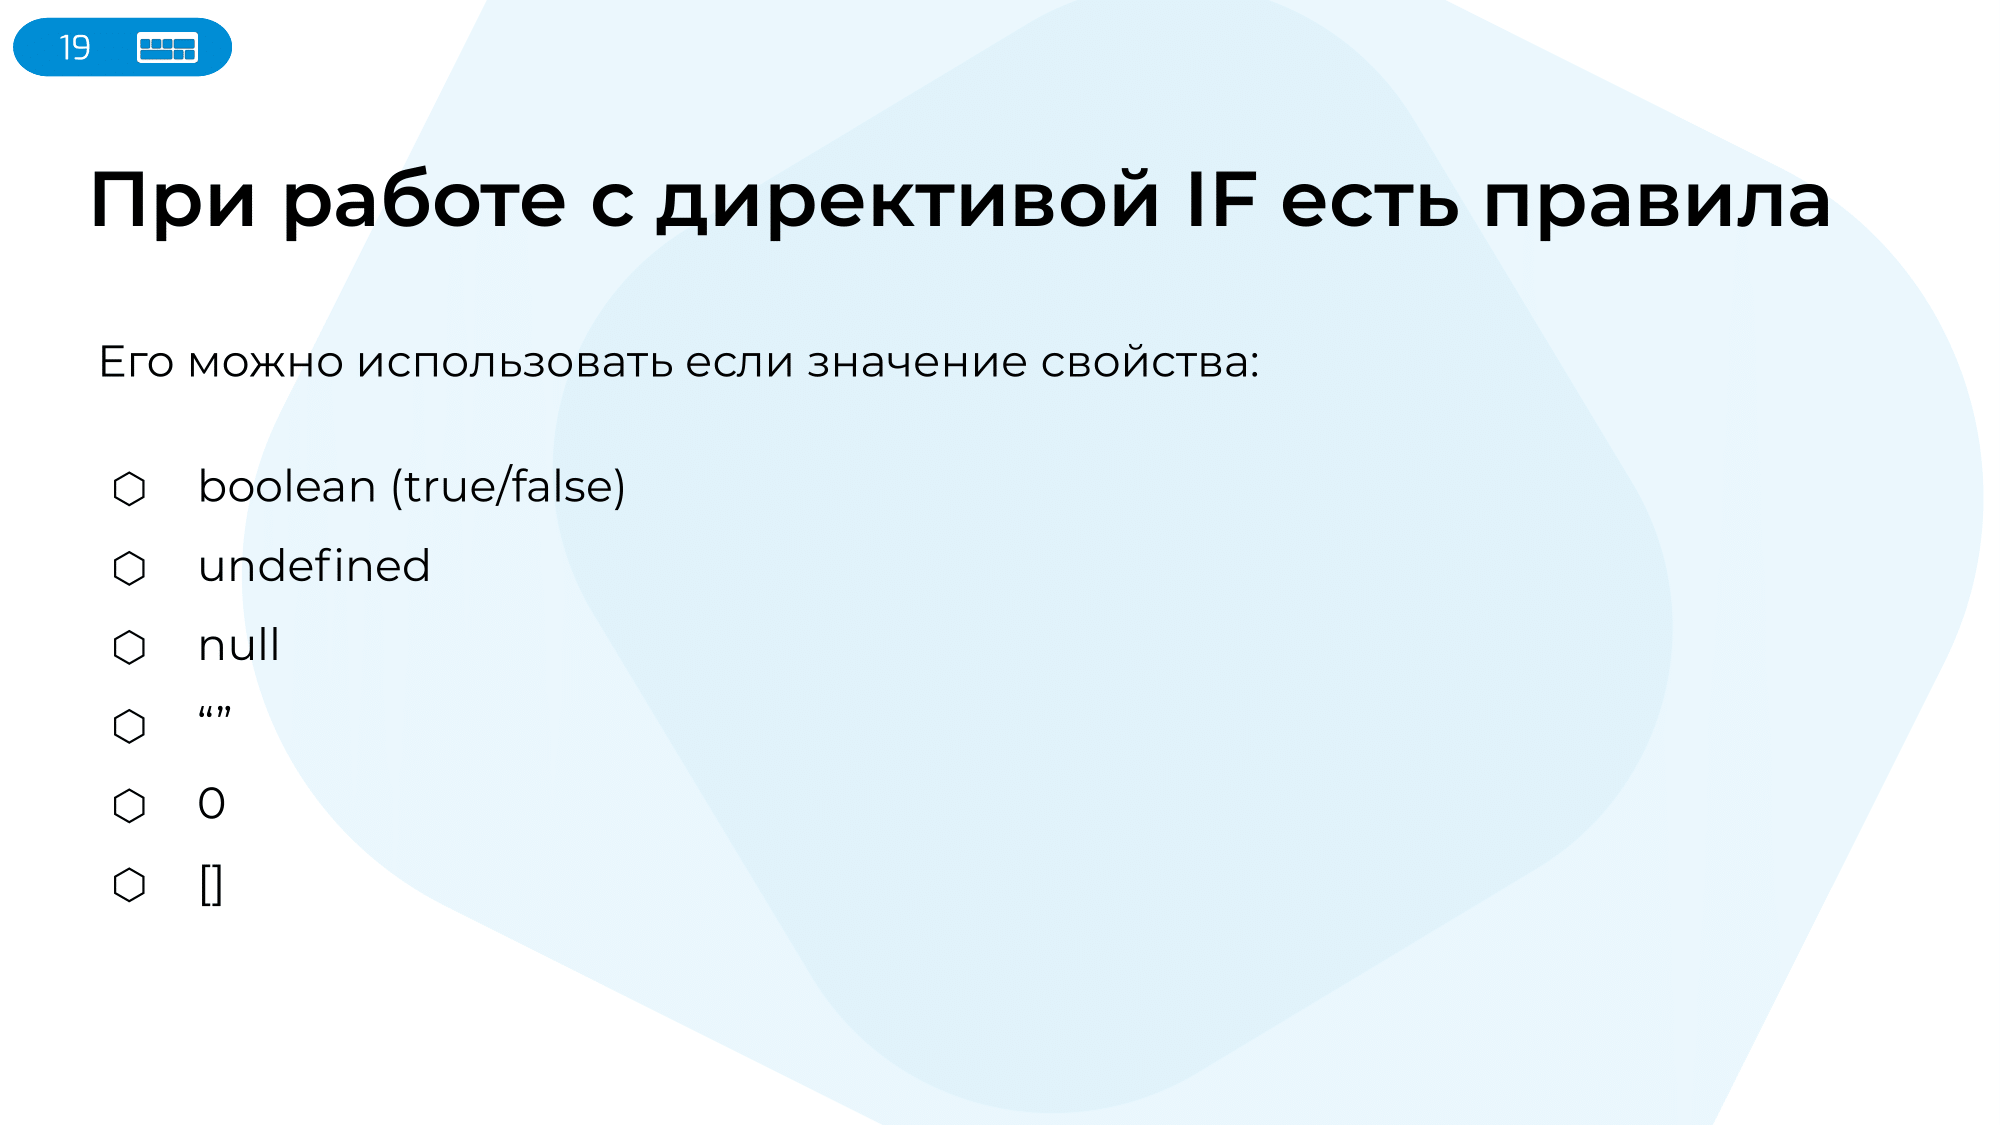 19
При работе с директивой IF есть правила
Его можно использовать если значение свойства:
boolean (true/false)
undefined
null
“”
0
[]